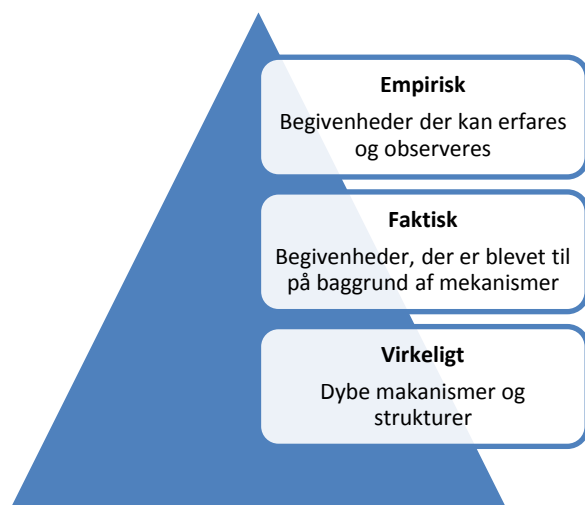 Empirisk
Begivenheder der kan erfares
og observeres
Faktisk
Begivenheder, der er blevet til
på baggrund af mekanismer
Virkeligt
Dybe makanismer og
strukturer